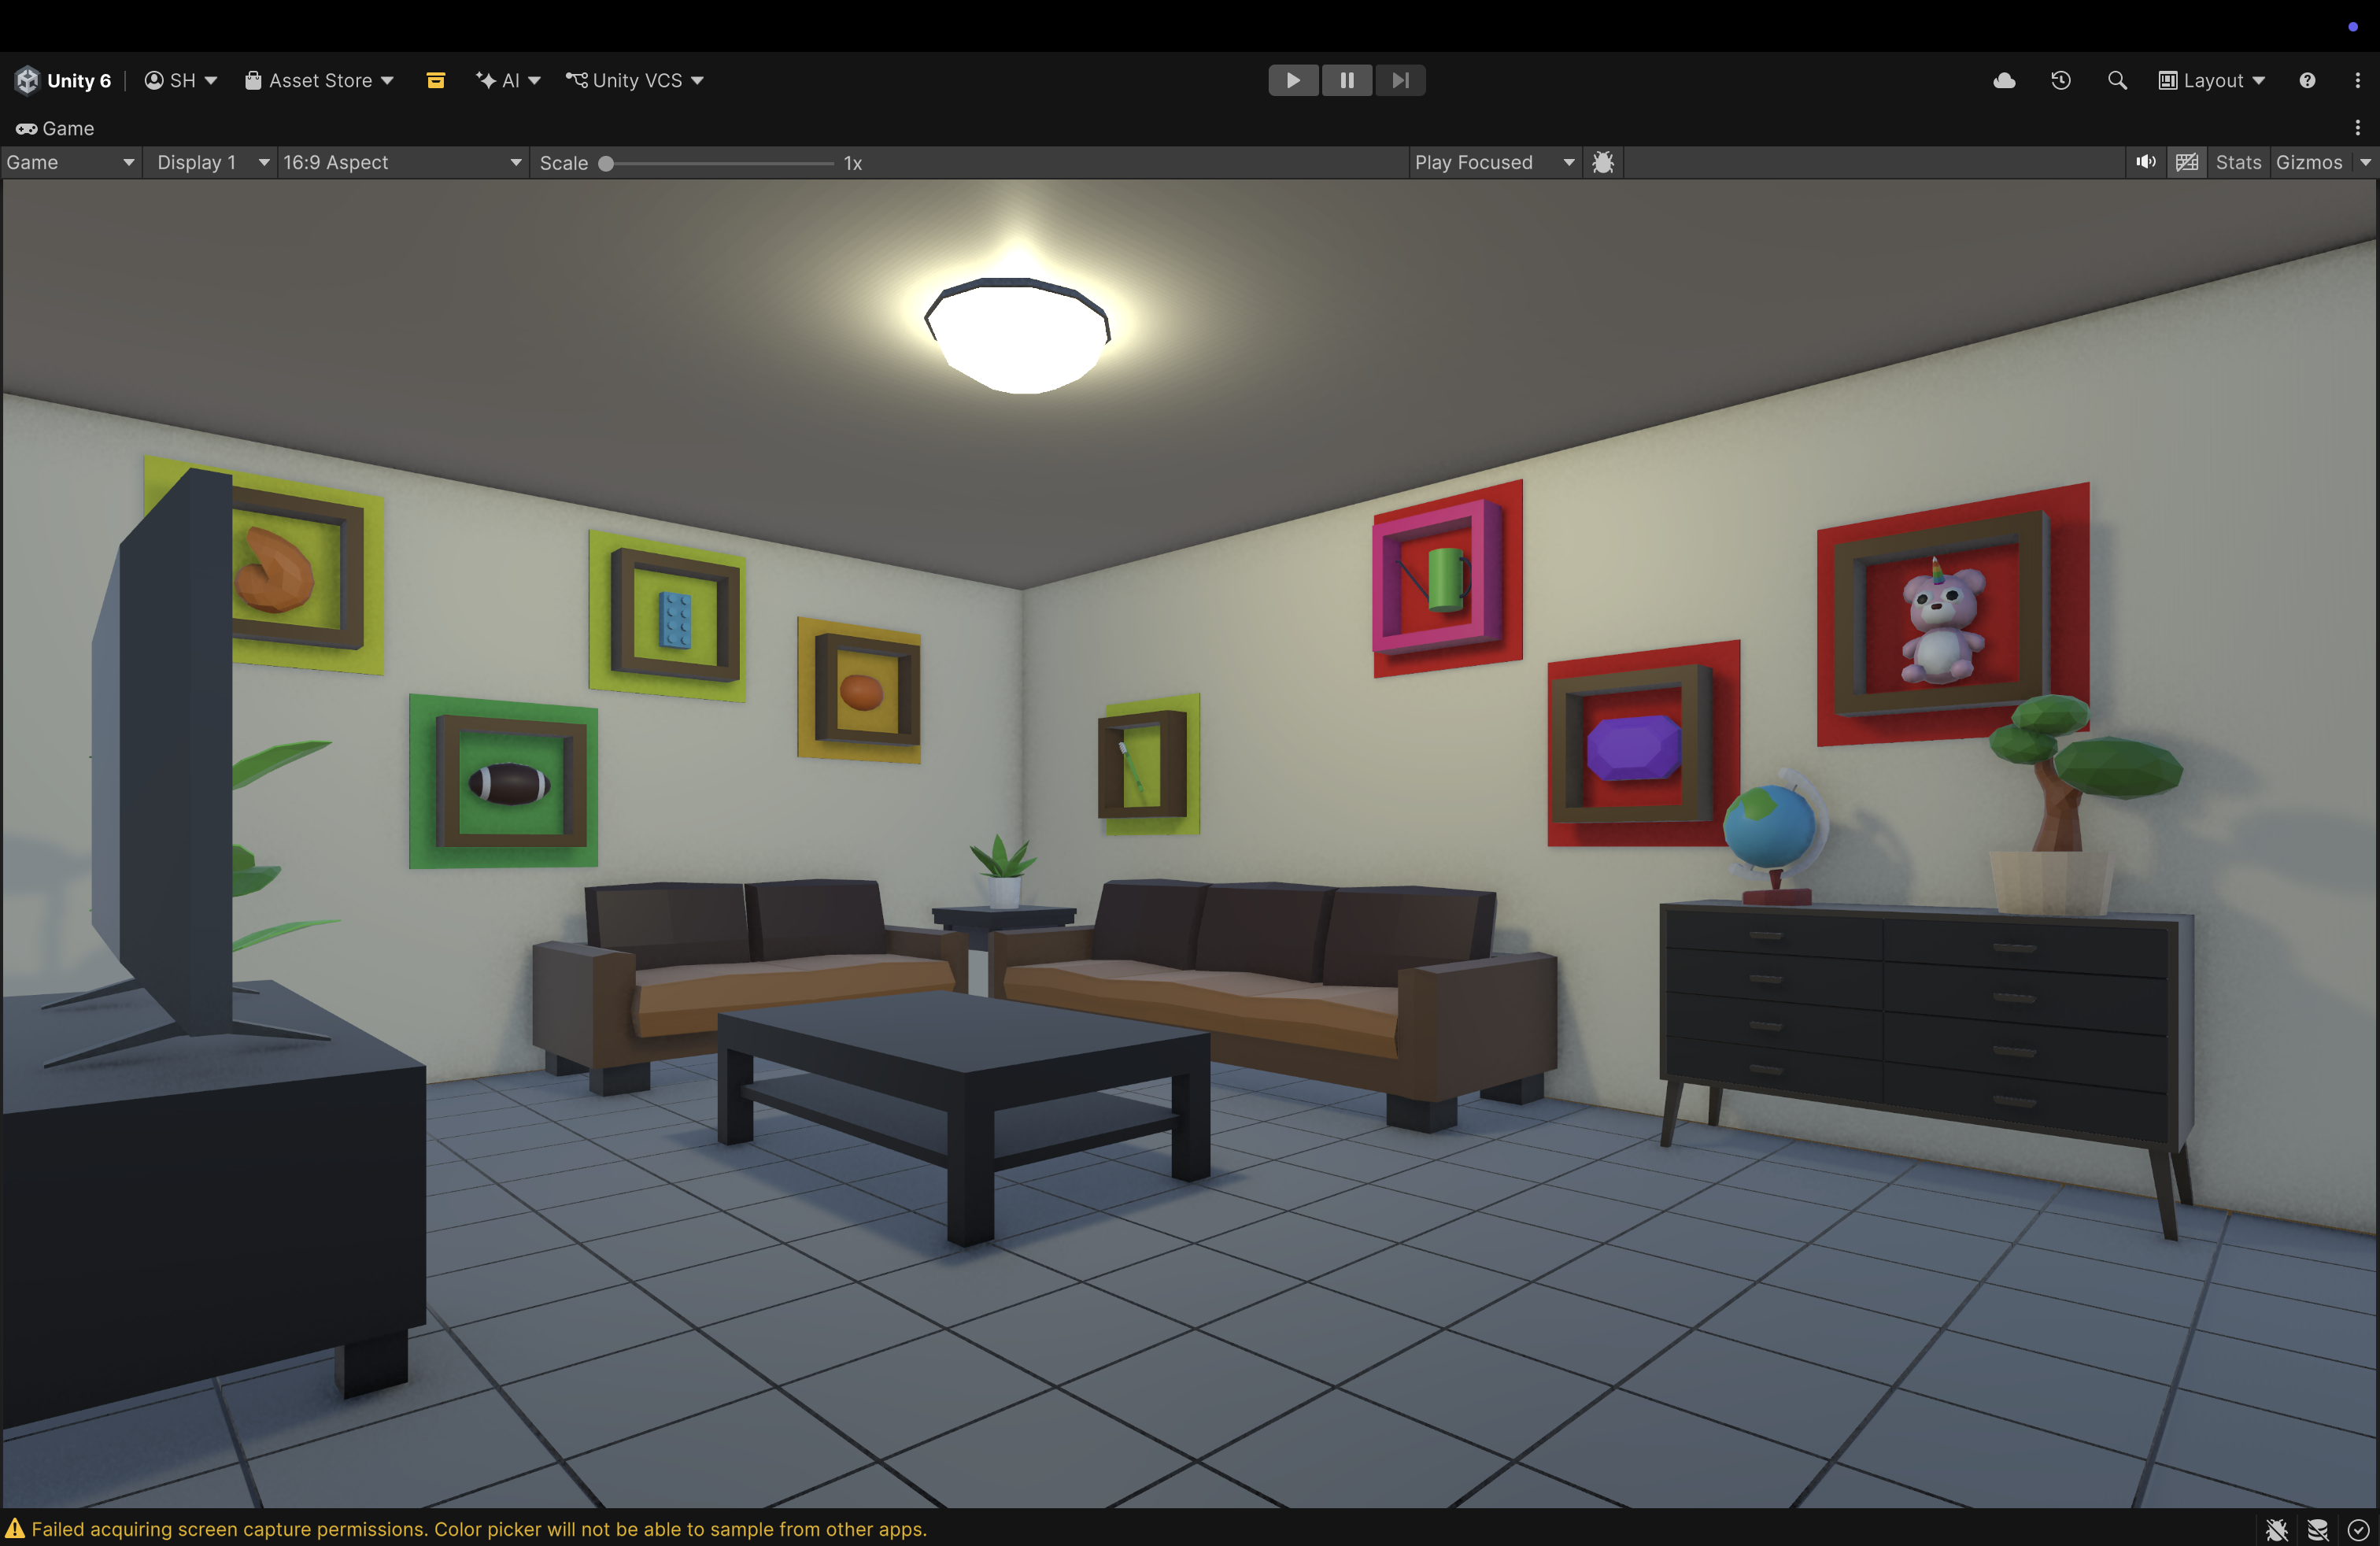 Unity 6 SH Asset Store AI Unity VCS Layout
Game
Game Display 1 16:9 Aspect Scale 1x Play Focused Stats Gizmos
Failed acquiring screen capture permissions. Color picker will not be able to sample from other apps.